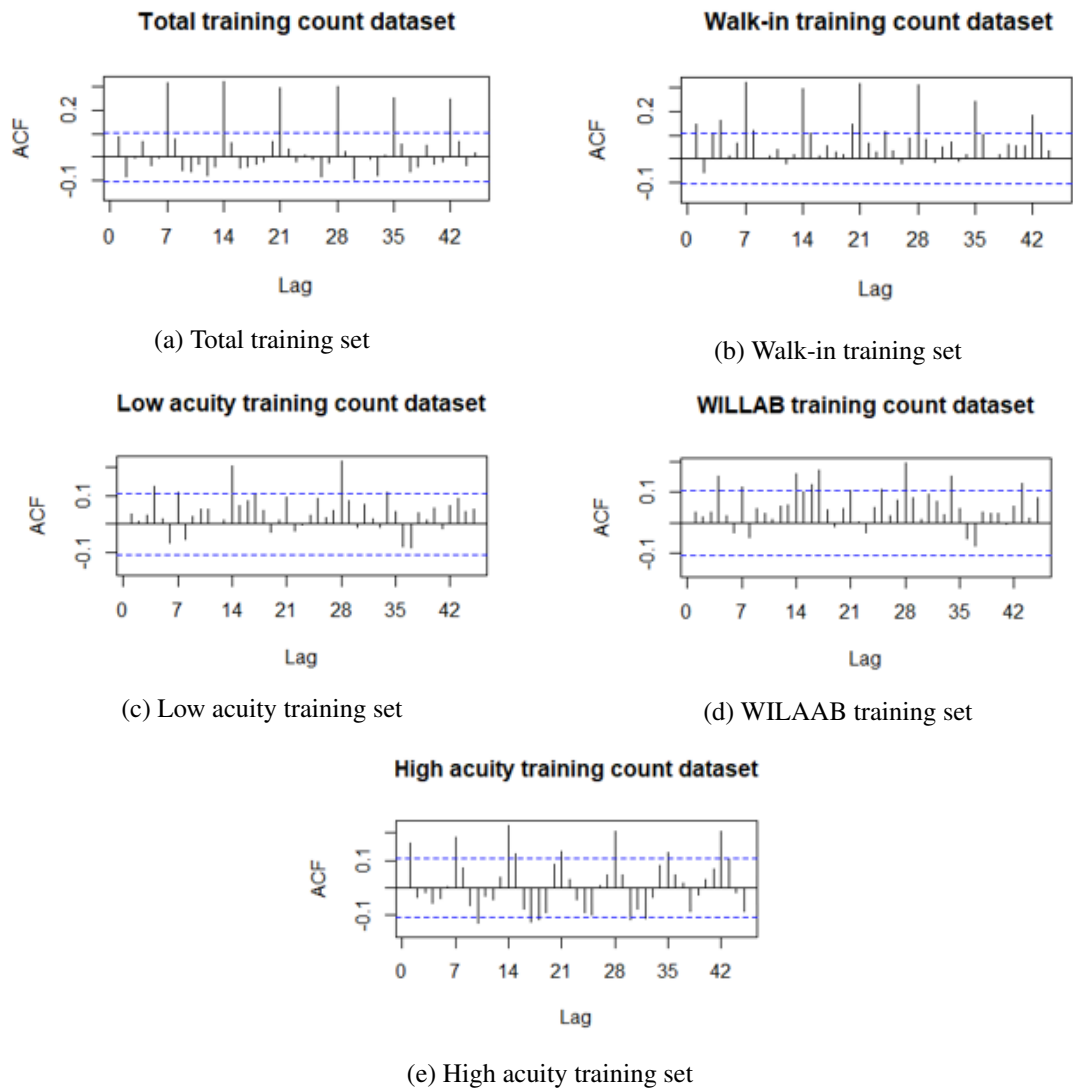 Total training count dataset
ACF
0.2
-0.1
0 7 14 21 28 35 42
Lag
(a) Total training set
Walk-in training count dataset
ACF
0.2
-0.1
0 7 14 21 28 35 42
Lag
(b) Walk-in training set
Low acuity training count dataset
ACF
0.1
-0.1
0 7 14 21 28 35 42
Lag
(c) Low acuity training set
WILLAB training count dataset
ACF
0.1
-0.1
0 7 14 21 28 35 42
Lag
(d) WILAAB training set
High acuity training count dataset
ACF
0.1
-0.1
0 7 14 21 28 35 42
Lag
(e) High acuity training set